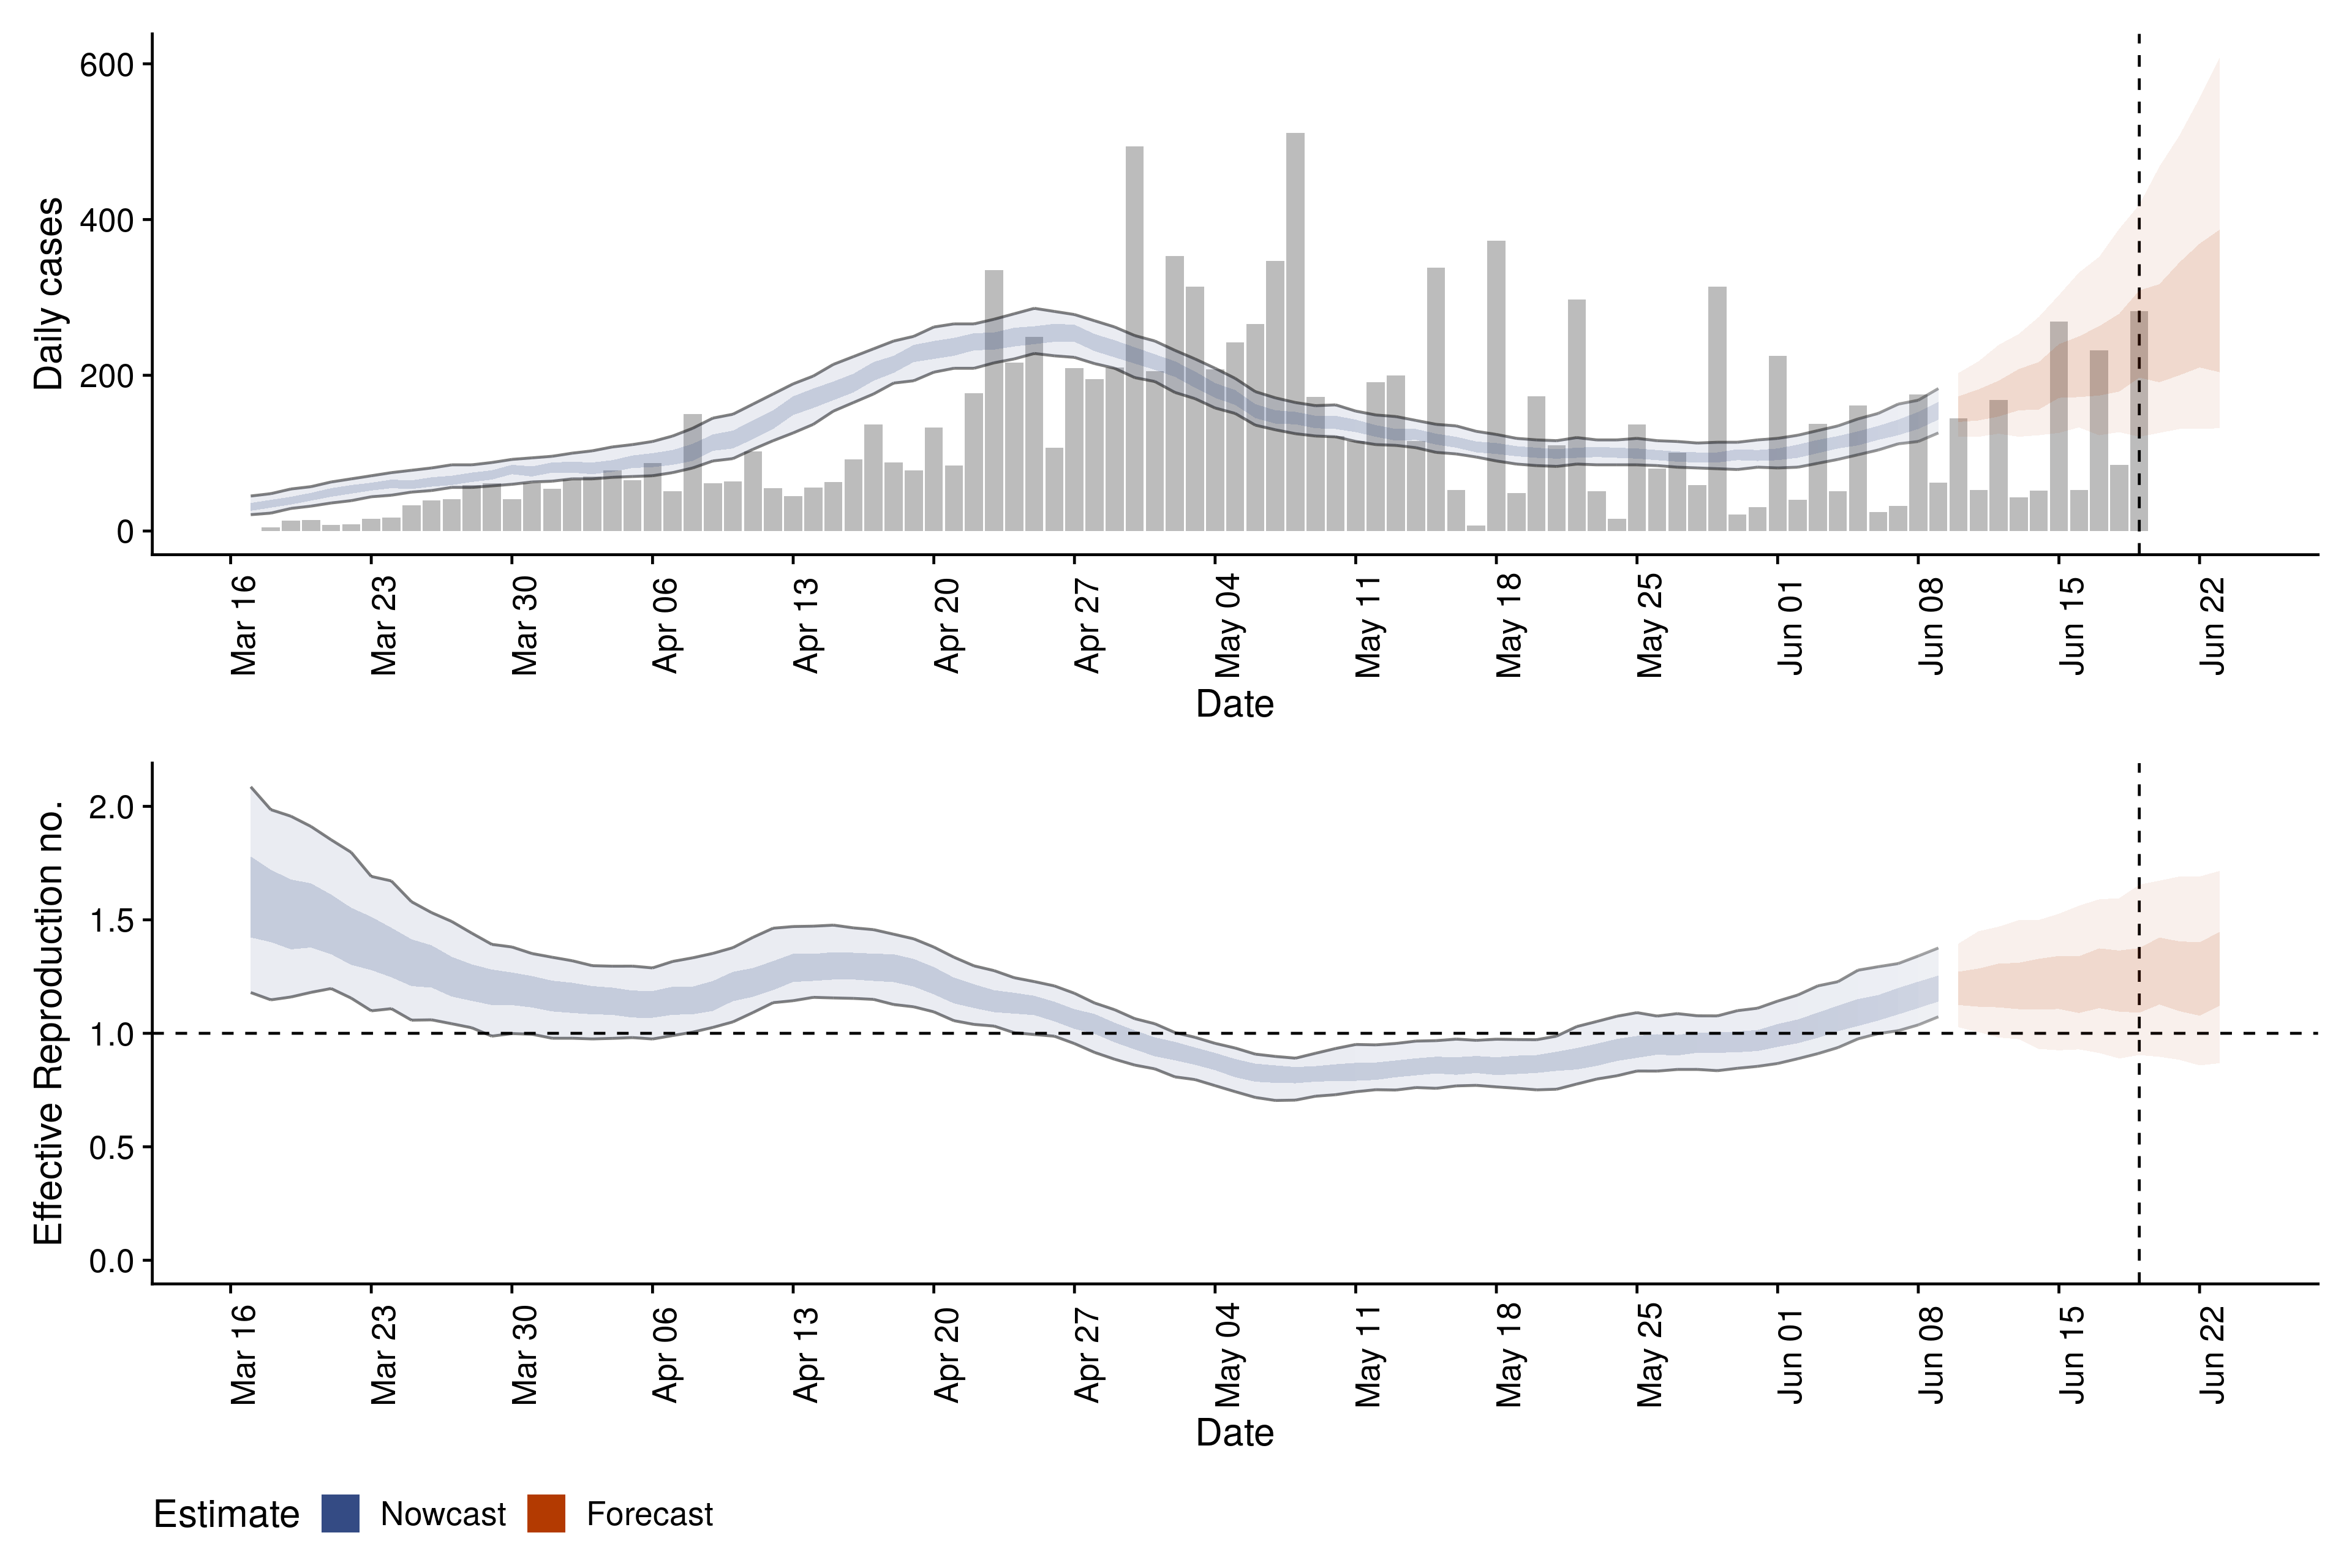 600
400
200
0
Daily cases
Mar 16
Mar 23
Mar 30
Apr 06
Apr 13
Apr 20
Apr 27
May 04
May 11
May 18
May 25
Jun 01
Jun 08
Jun 15
Jun 22
Date
2.0
1.5
1.0
0.5
0.0
Effective Reproduction no.
Mar 16
Mar 23
Mar 30
Apr 06
Apr 13
Apr 20
Apr 27
May 04
May 11
May 18
May 25
Jun 01
Jun 08
Jun 15
Jun 22
Date
Estimate Nowcast Forecast